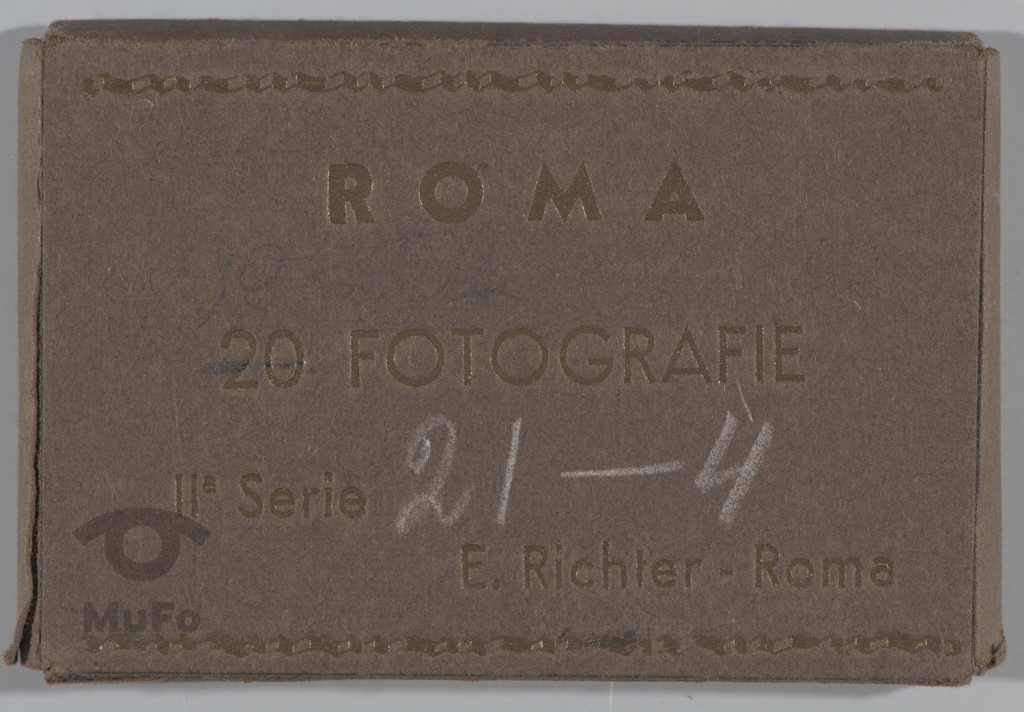 ROMA
20 FOTOGRAFIE
21-4
IIª Serie
E. Richter - Roma
MuFo